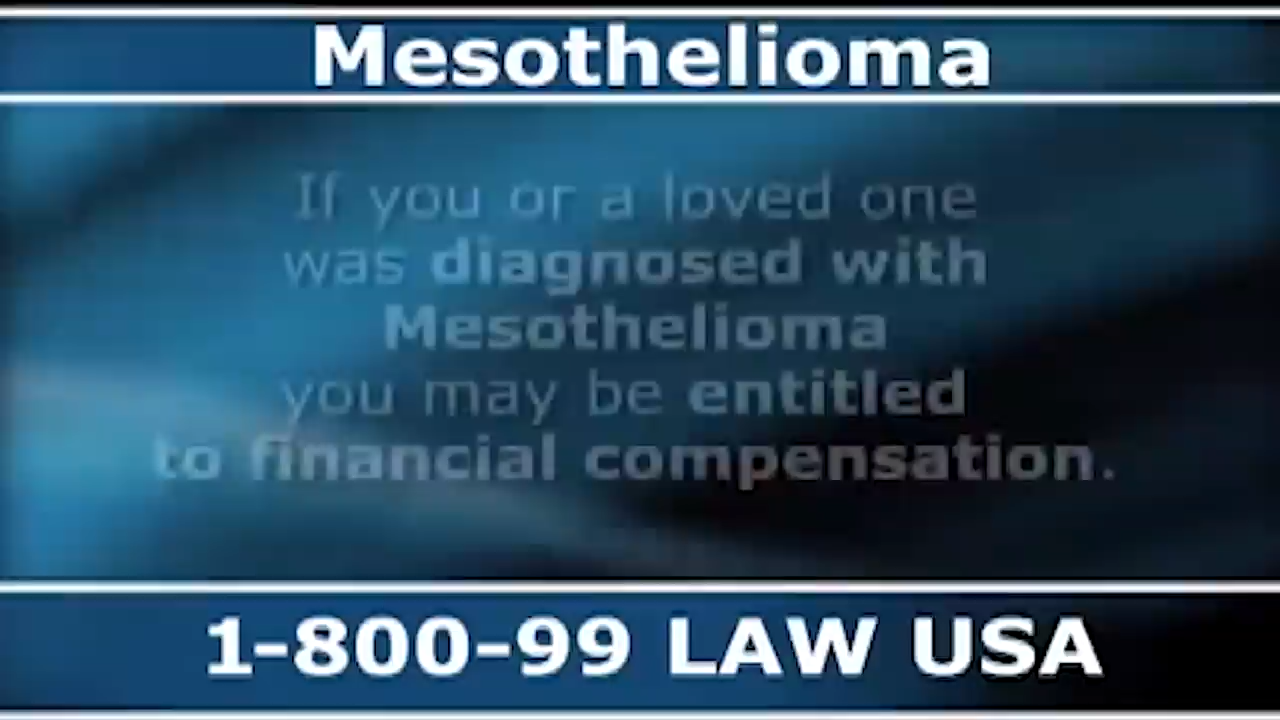 Mesothelioma
If you or a loved one
was diagnosed with
Mesothelioma
you may be entitled
to financial compensation.
1-800-99 LAW USA